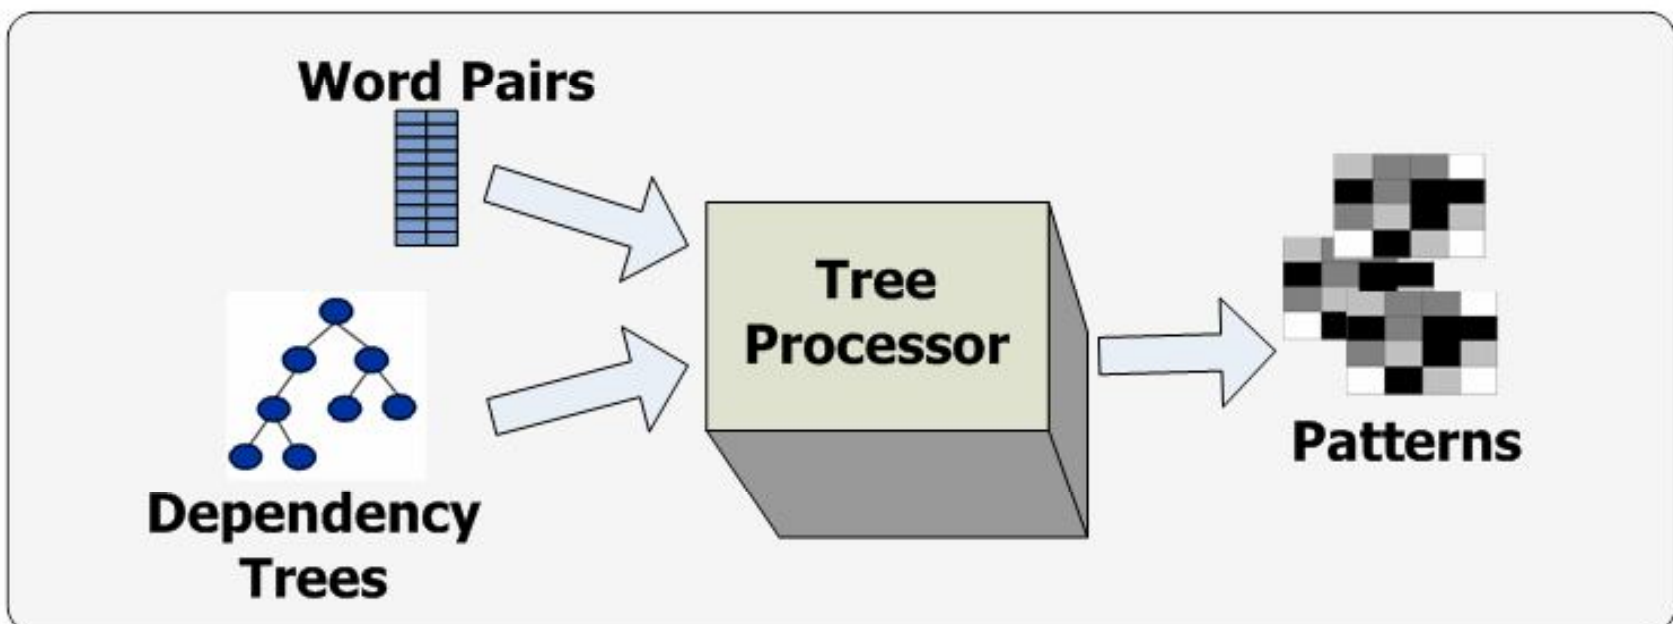 Word Pairs
Dependency
Trees
Tree
Processor
Patterns